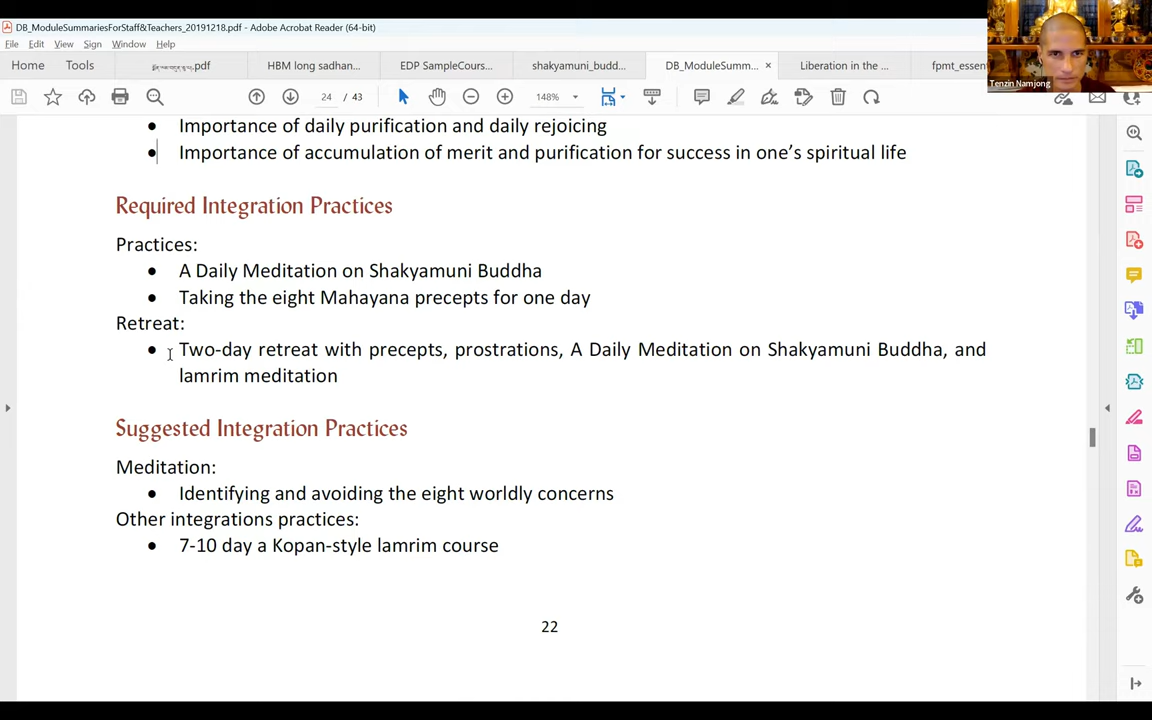 DB_ModuleSummariesForStaff&Teachers_20191218.pdf - Adobe Acrobat Reader (64-bit)
File Edit View Sign Window Help
Home Tools .pdf HBM long sadhan... EDP SampleCours... shakyamuni_budd... DB_ModuleSumm... × Liberation in the ... fpmt_essen
Tenzin Namjong
24 / 43 148%
• Importance of daily purification and daily rejoicing
• Importance of accumulation of merit and purification for success in one’s spiritual life
Required Integration Practices
Practices:
• A Daily Meditation on Shakyamuni Buddha
• Taking the eight Mahayana precepts for one day
Retreat:
• Two-day retreat with precepts, prostrations, A Daily Meditation on Shakyamuni Buddha, and
lamrim meditation
Suggested Integration Practices
Meditation:
• Identifying and avoiding the eight worldly concerns
Other integrations practices:
• 7-10 day a Kopan-style lamrim course
22